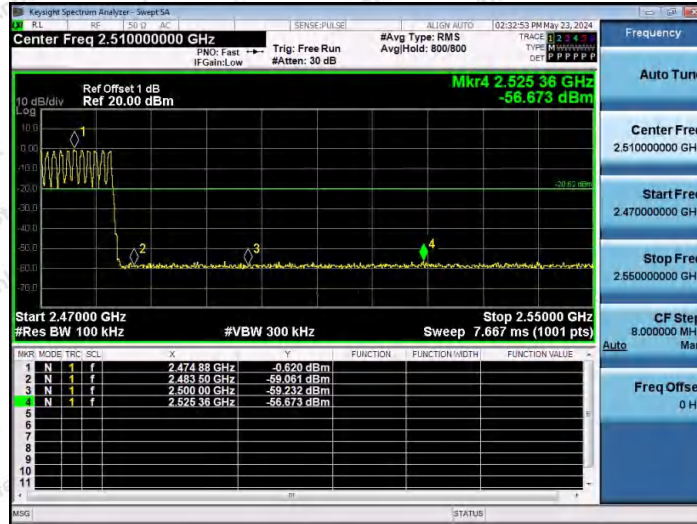 Keysight Spectrum Analyzer - Swept SA
RL RF 50 Ω AC SENSE:PULSE ALIGN AUTO 02:32:53 PM May 23, 2024
Center Freq 2.510000000 GHz
PNO: Fast
IFGain:Low
Trig: Free Run
#Atten: 30 dB
#Avg Type: RMS
Avg|Hold: 800/800
TRACE 1 2 3 4 5 6
TYPE M W W W W W
DET P P P P P P
Frequency
Auto Tune
Center Freq
2.510000000 GH
Start Freq
2.470000000 GH
Stop Freq
2.550000000 GH
CF Step
8.000000 MH
Auto Man
Freq Offse
0 H
Mkr4 2.525 36 GHz
-56.673 dBm
Ref Offset 1 dB
10 dB/div Ref 20.00 dBm
Log
10.0
0.00
-10.0
-20.0
-30.0
-40.0
-50.0
-60.0
-70.0
1
2
3
4
-20.62 dBm
Start 2.47000 GHz Stop 2.55000 GHz
#Res BW 100 kHz #VBW 300 kHz Sweep 7.667 ms (1001 pts)
MKR MODE TRC SCL X Y FUNCTION FUNCTION WIDTH FUNCTION VALUE
1 N 1 f 2.474 88 GHz -0.620 dBm
2 N 1 f 2.483 50 GHz -59.061 dBm
3 N 1 f 2.500 00 GHz -59.232 dBm
4 N 1 f 2.525 36 GHz -56.673 dBm
5
6
7
8
9
10
11
MSG STATUS